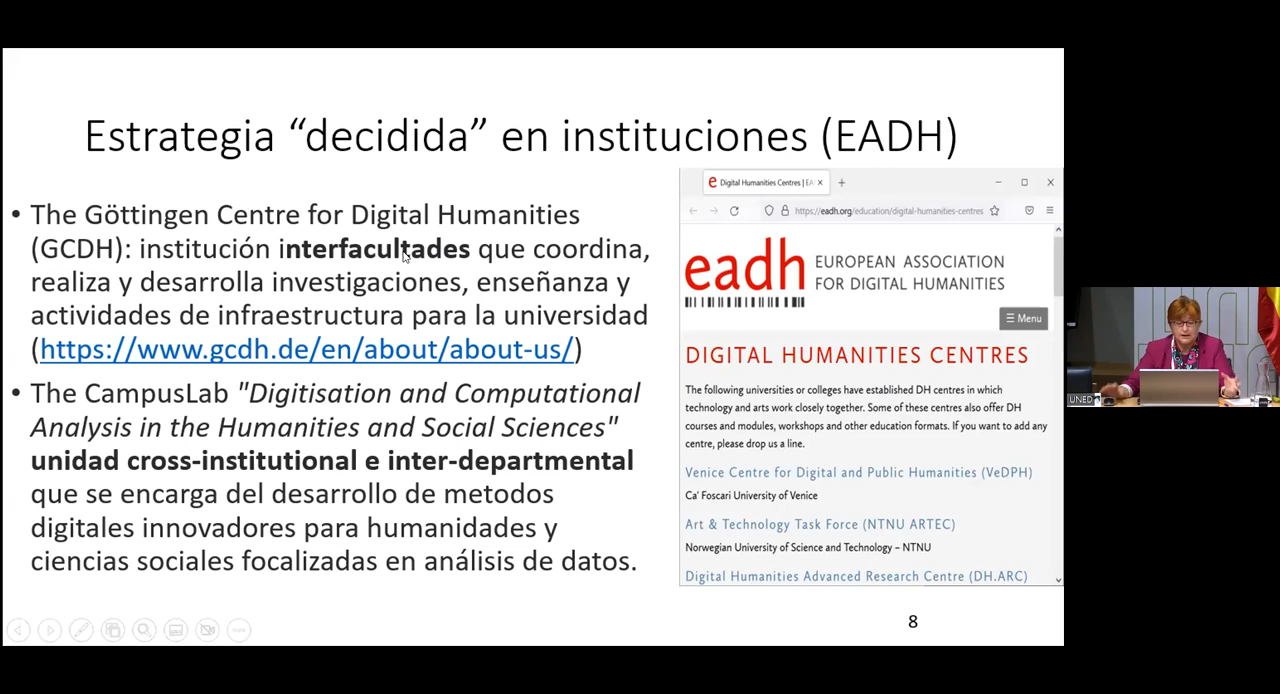 Estrategia “decidida” en instituciones (EADH)
• The Göttingen Centre for Digital Humanities
(GCDH): institución interfacultades que coordina,
realiza y desarrolla investigaciones, enseñanza y
actividades de infraestructura para la universidad
(https://www.gcdh.de/en/about/about-us/)
• The CampusLab "Digitisation and Computational
Analysis in the Humanities and Social Sciences"
unidad cross-institutional e inter-departmental
que se encarga del desarrollo de metodos
digitales innovadores para humanidades y
ciencias sociales focalizadas en análisis de datos.
Digital Humanities Centres | EA
https://eadh.org/education/digital-humanities-centres
eadh EUROPEAN ASSOCIATION
FOR DIGITAL HUMANITIES
☰ Menu
DIGITAL HUMANITIES CENTRES
The following universities or colleges have established DH centres in which
technology and arts work closely together. Some of these centres also offer DH
courses and modules, workshops and other education formats. If you want to add any
centre, please drop us a line.
Venice Centre for Digital and Public Humanities (VeDPH)
Ca' Foscari University of Venice
Art & Technology Task Force (NTNU ARTEC)
Norwegian University of Science and Technology – NTNU
Digital Humanities Advanced Research Centre (DH.ARC)
8
UNED